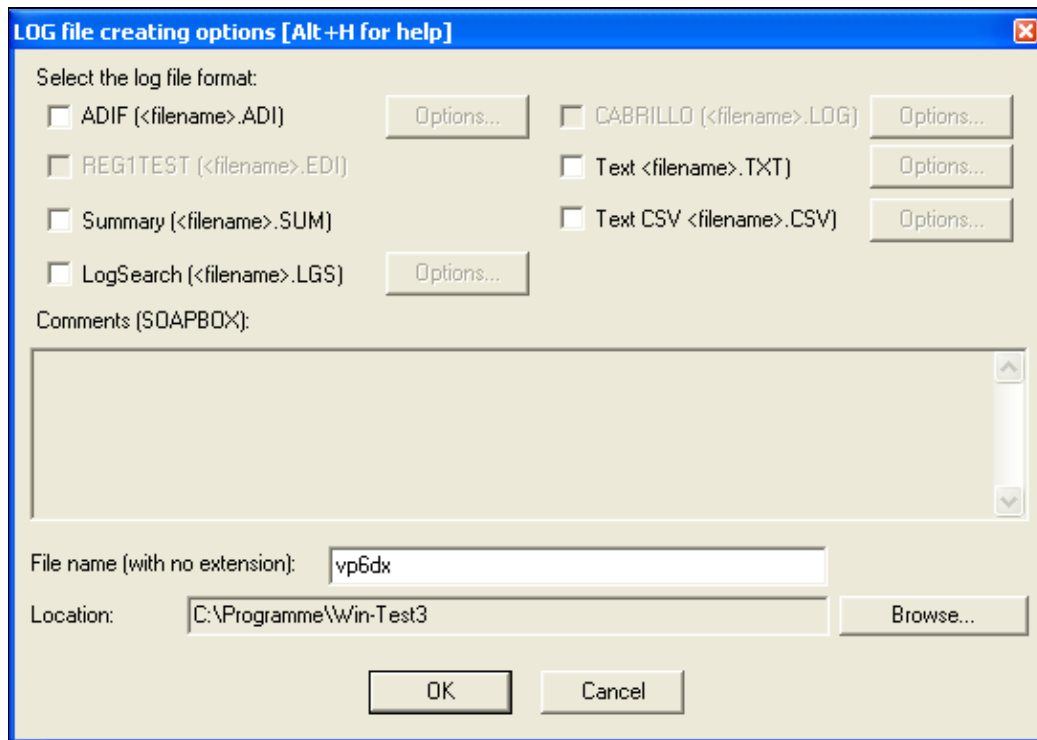 LOG file creating options [Alt+H for help]
Select the log file format:
ADIF (<filename>.ADI) Options... CABRILLO (<filename>.LOG) Options...
REG1TEST (<filename>.EDI) Text <filename>.TXT) Options...
Summary (<filename>.SUM) Text CSV <filename>.CSV) Options...
LogSearch (<filename>.LGS) Options...
Comments (SOAPBOX):
File name (with no extension): vp6dx
Location: C:\Programme\Win-Test3 Browse...
OK Cancel